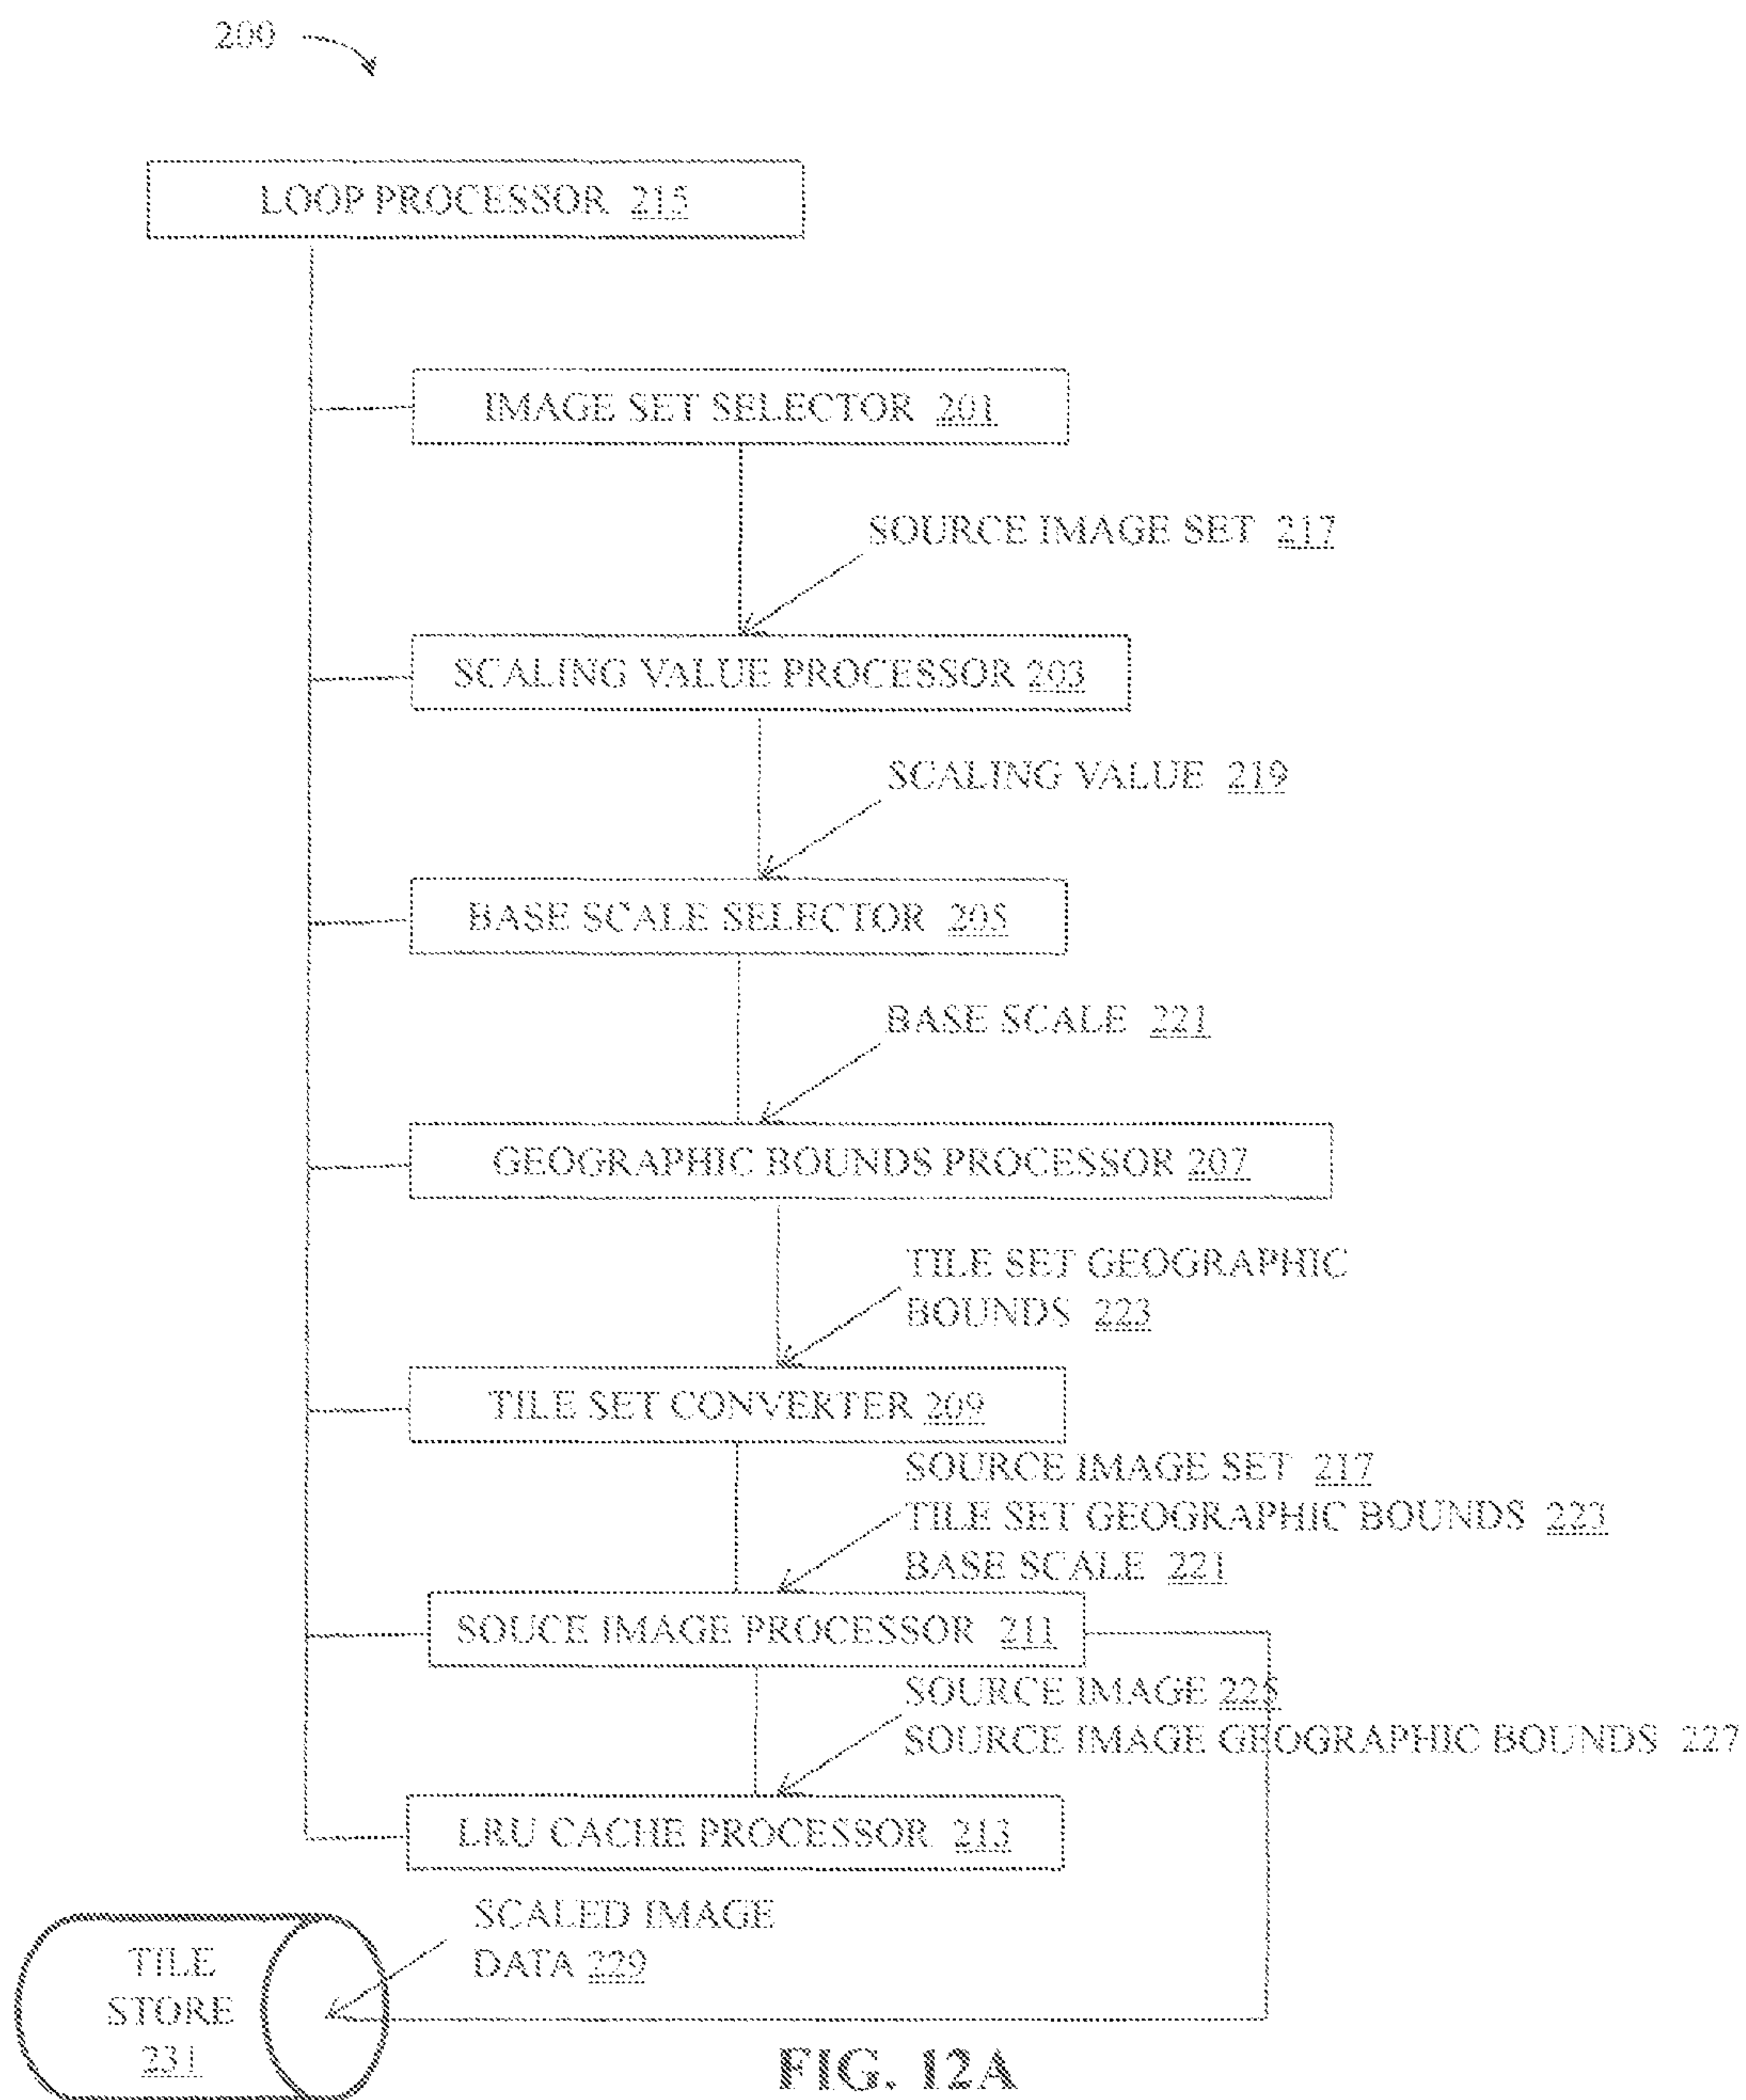 200
LOOP PROCESSOR 215
IMAGE SET SELECTOR 201
SOURCE IMAGE SET 217
SCALING VALUE PROCESSOR 203
SCALING VALUE 219
BASE SCALE SELECTOR 205
BASE SCALE 221
GEOGRAPHIC BOUNDS PROCESSOR 207
TILE SET GEOGRAPHIC
BOUNDS 223
TILE SET CONVERTER 209
SOURCE IMAGE SET 217
TILE SET GEOGRAPHIC BOUNDS 223
BASE SCALE 221
SOUCE IMAGE PROCESSOR 211
SOURCE IMAGE 225
SOURCE IMAGE GEOGRAPHIC BOUNDS 227
LRU CACHE PROCESSOR 213
SCALED IMAGE
DATA 229
TILE
STORE
231
FIG. 12A